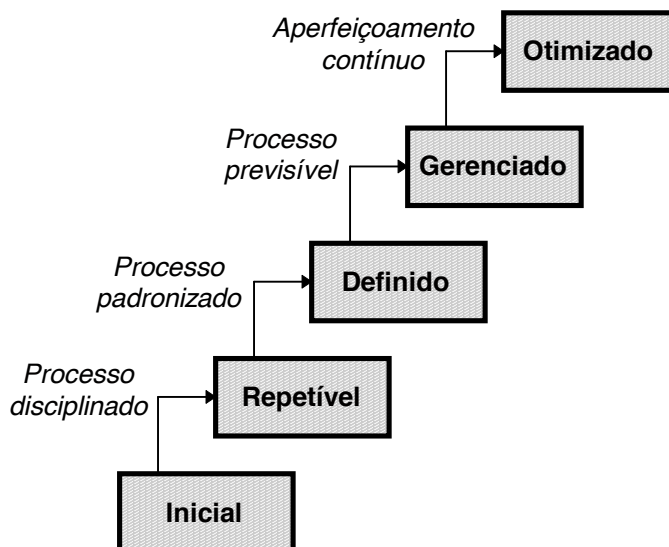 Aperfeiçoamento
contínuo
Otimizado
Processo
previsível
Gerenciado
Processo
padronizado
Definido
Processo
disciplinado
Repetível
Inicial